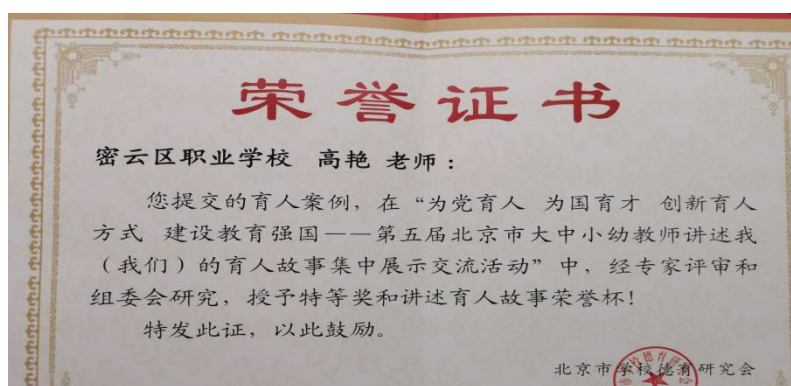 荣誉证书
密云区职业学校 高艳 老师：
您提交的育人案例，在“为党育人 为国育才 创新育人
方式 建设教育强国——第五届北京市大中小幼教师讲述我
（我们）的育人故事集中展示交流活动”中，经专家评审和
组委会研究，授予特等奖和讲述育人故事荣誉杯！
特发此证，以此鼓励。
北京市学校德育研究会